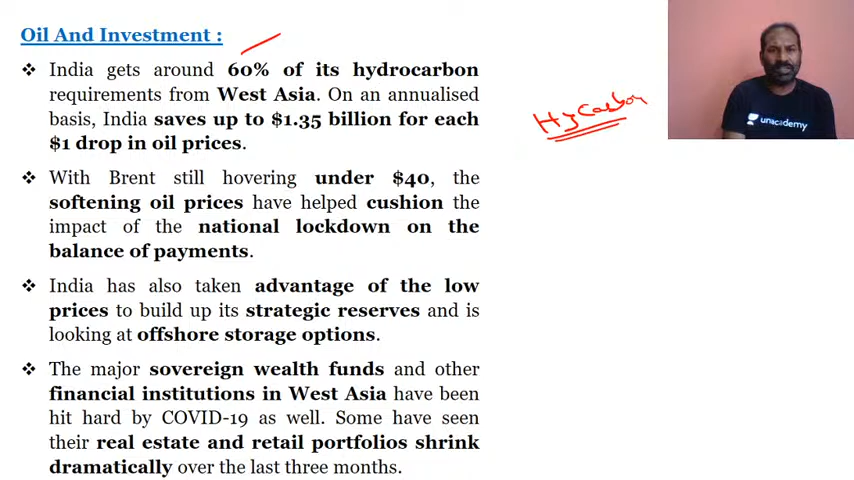 Oil And Investment :
❖ India gets around 60% of its hydrocarbon
requirements from West Asia. On an annualised
basis, India saves up to $1.35 billion for each
$1 drop in oil prices.
❖ With Brent still hovering under $40, the
softening oil prices have helped cushion the
impact of the national lockdown on the
balance of payments.
❖ India has also taken advantage of the low
prices to build up its strategic reserves and is
looking at offshore storage options.
❖ The major sovereign wealth funds and other
financial institutions in West Asia have been
hit hard by COVID-19 as well. Some have seen
their real estate and retail portfolios shrink
dramatically over the last three months.
HyCarbon
unacademy